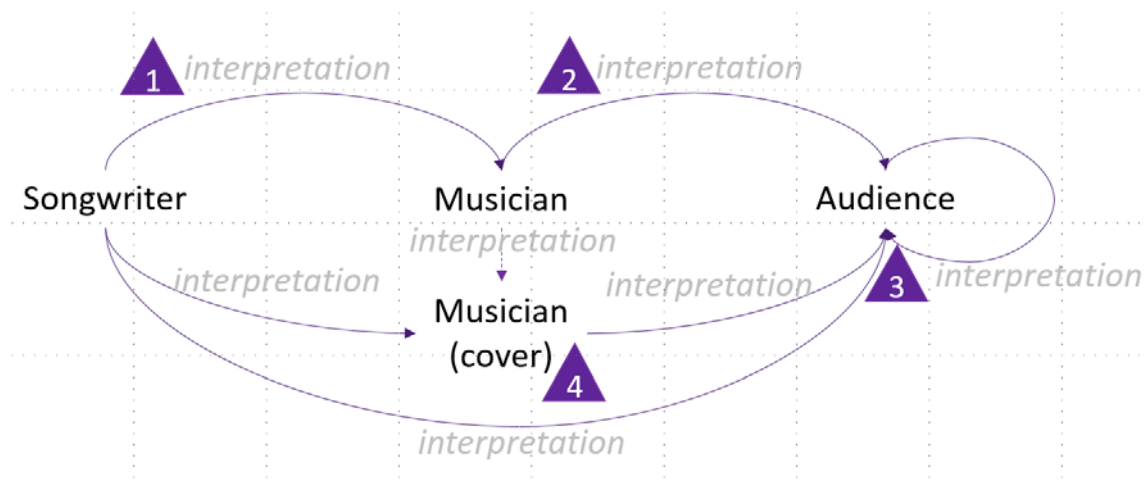 1 interpretation 2 interpretation
Songwriter Musician Audience
interpretation
interpretation interpretation 3 interpretation
Musician
(cover) 4
interpretation